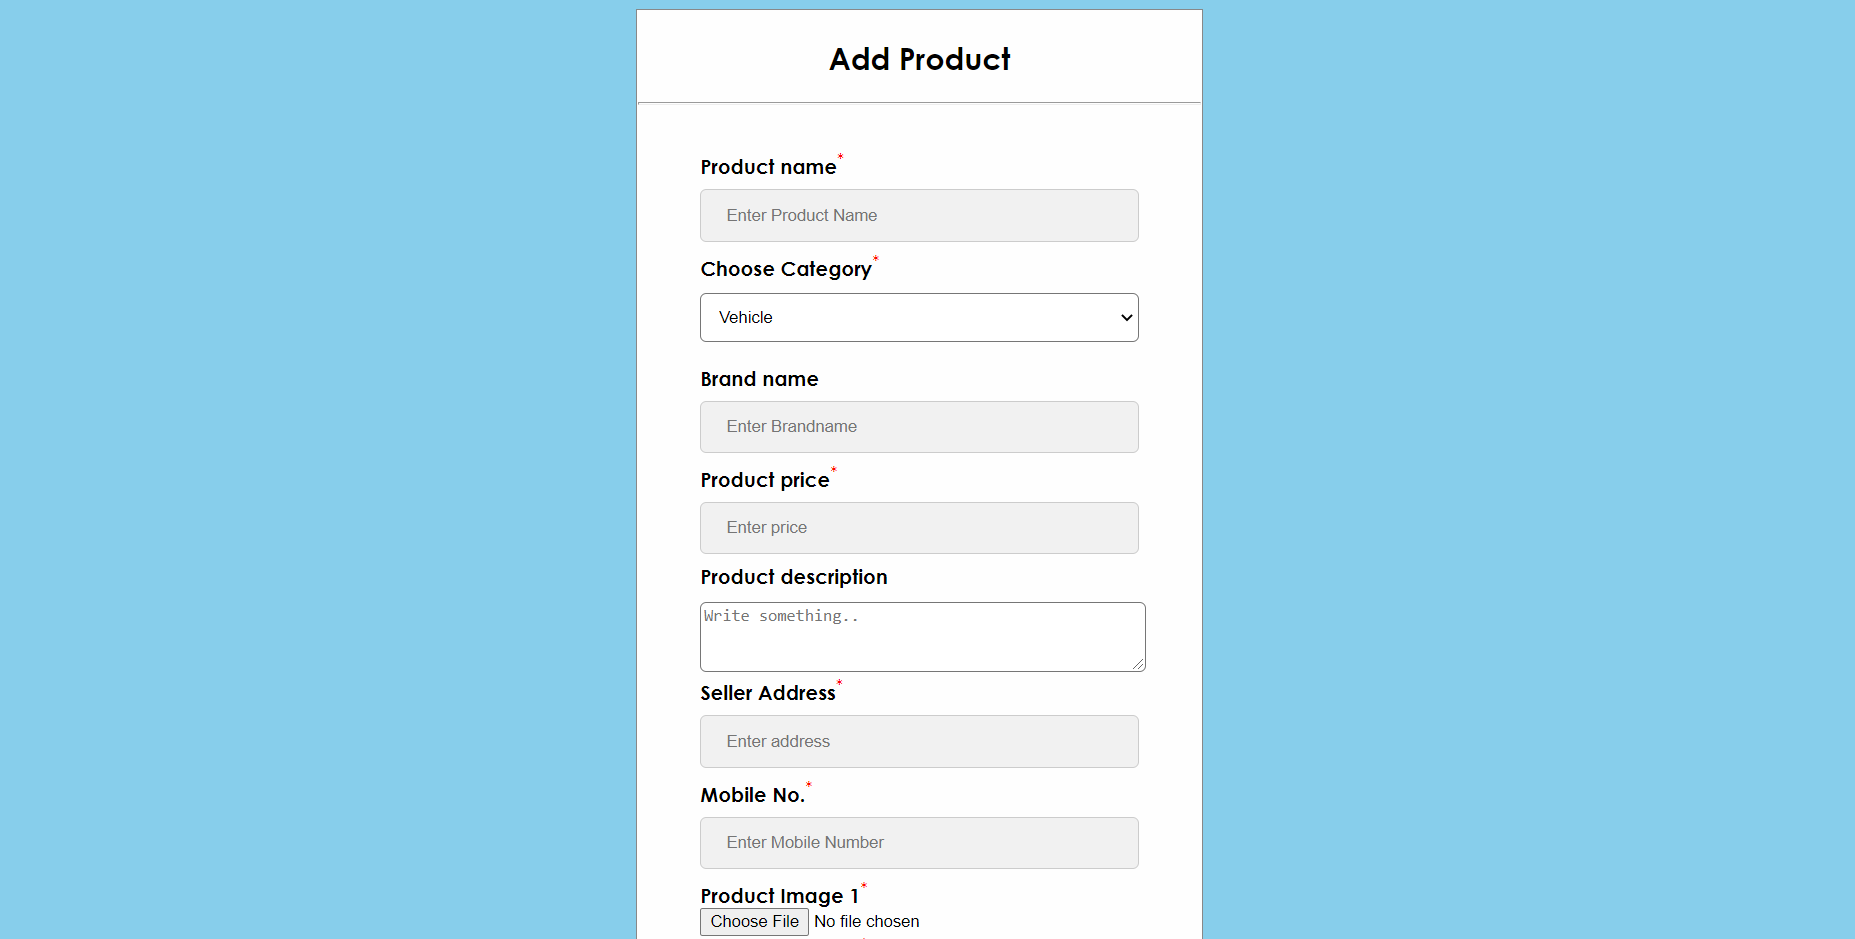 Add Product
Product name*
Enter Product Name
Choose Category*
Vehicle
Brand name
Enter Brandname
Product price*
Enter price
Product description
Write something..
Seller Address*
Enter address
Mobile No.*
Enter Mobile Number
Product Image 1*
Choose File No file chosen